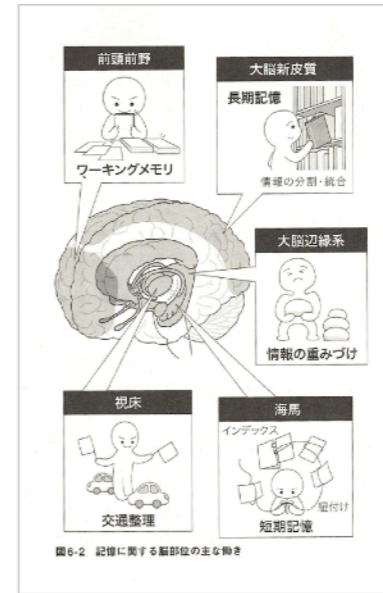 前頭前野
ワーキングメモリ
大脳新皮質
長期記憶
情報の分割・統合
大脳辺縁系
情報の重みづけ
視床
交通整理
海馬
インデックス
紐付け
短期記憶
図6-2 記憶に関する脳部位の主な働き